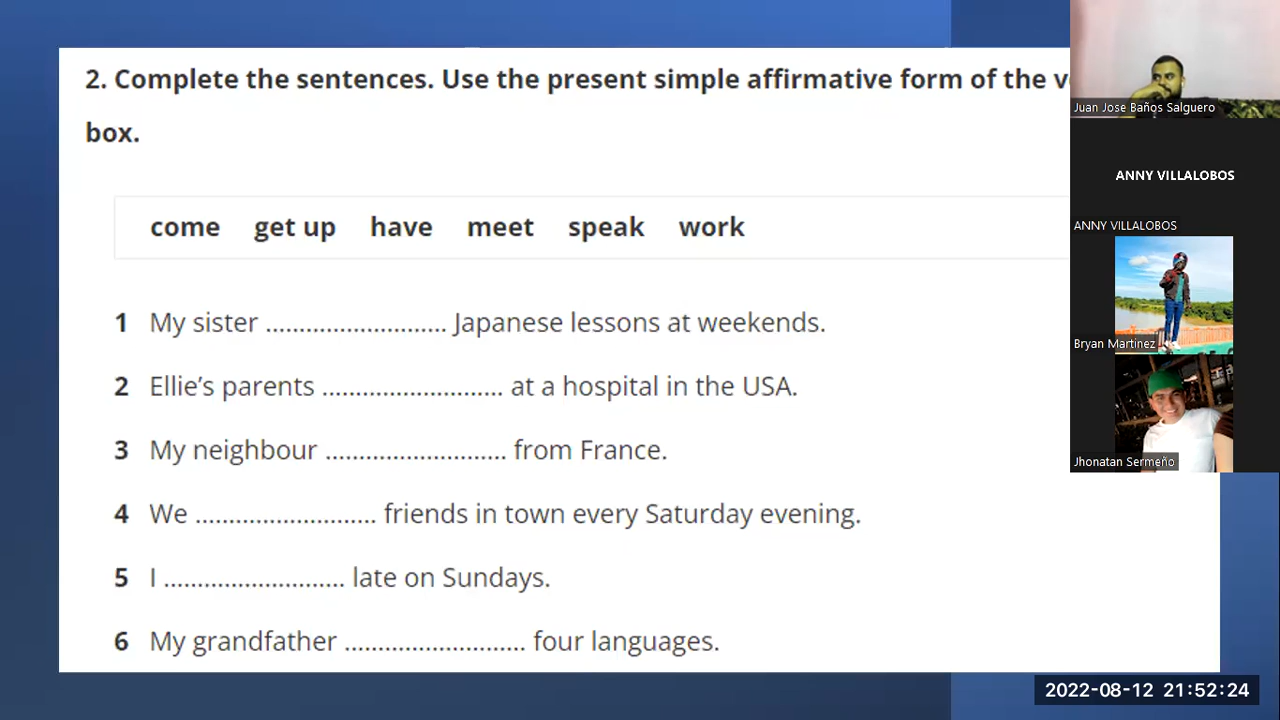 2. Complete the sentences. Use the present simple affirmative form of the
box.
come get up have meet speak work
1 My sister ........................... Japanese lessons at weekends.
2 Ellie’s parents ........................... at a hospital in the USA.
3 My neighbour ........................... from France.
4 We ........................... friends in town every Saturday evening.
5 I ........................... late on Sundays.
6 My grandfather ........................... four languages.
Juan Jose Baños Salguero
ANNY VILLALOBOS
ANNY VILLALOBOS
Bryan Martinez
Jhonatan Sermeño
2022-08-12 21:52:24